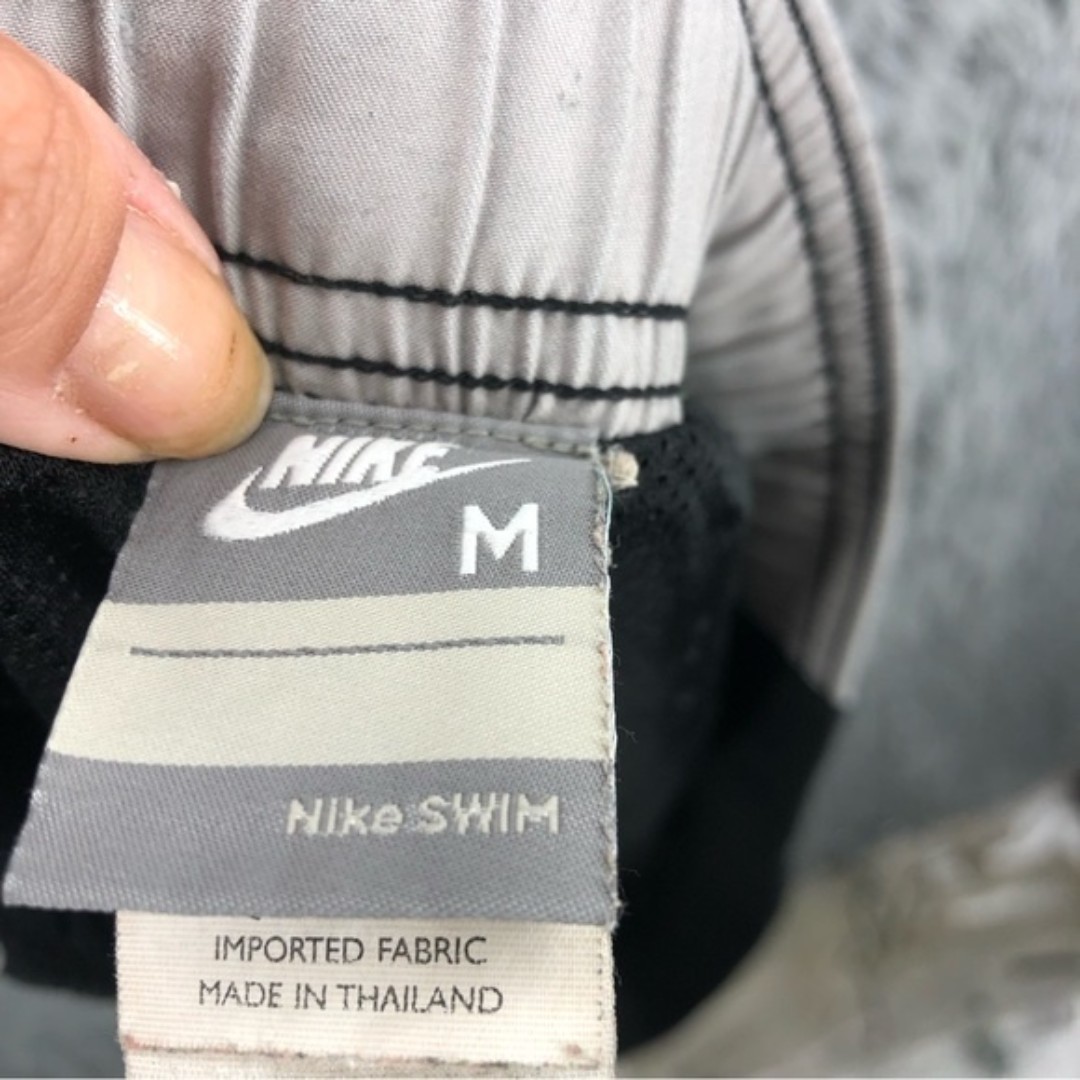 NIKE
M
Nike SWIM
IMPORTED FABRIC
MADE IN THAILAND